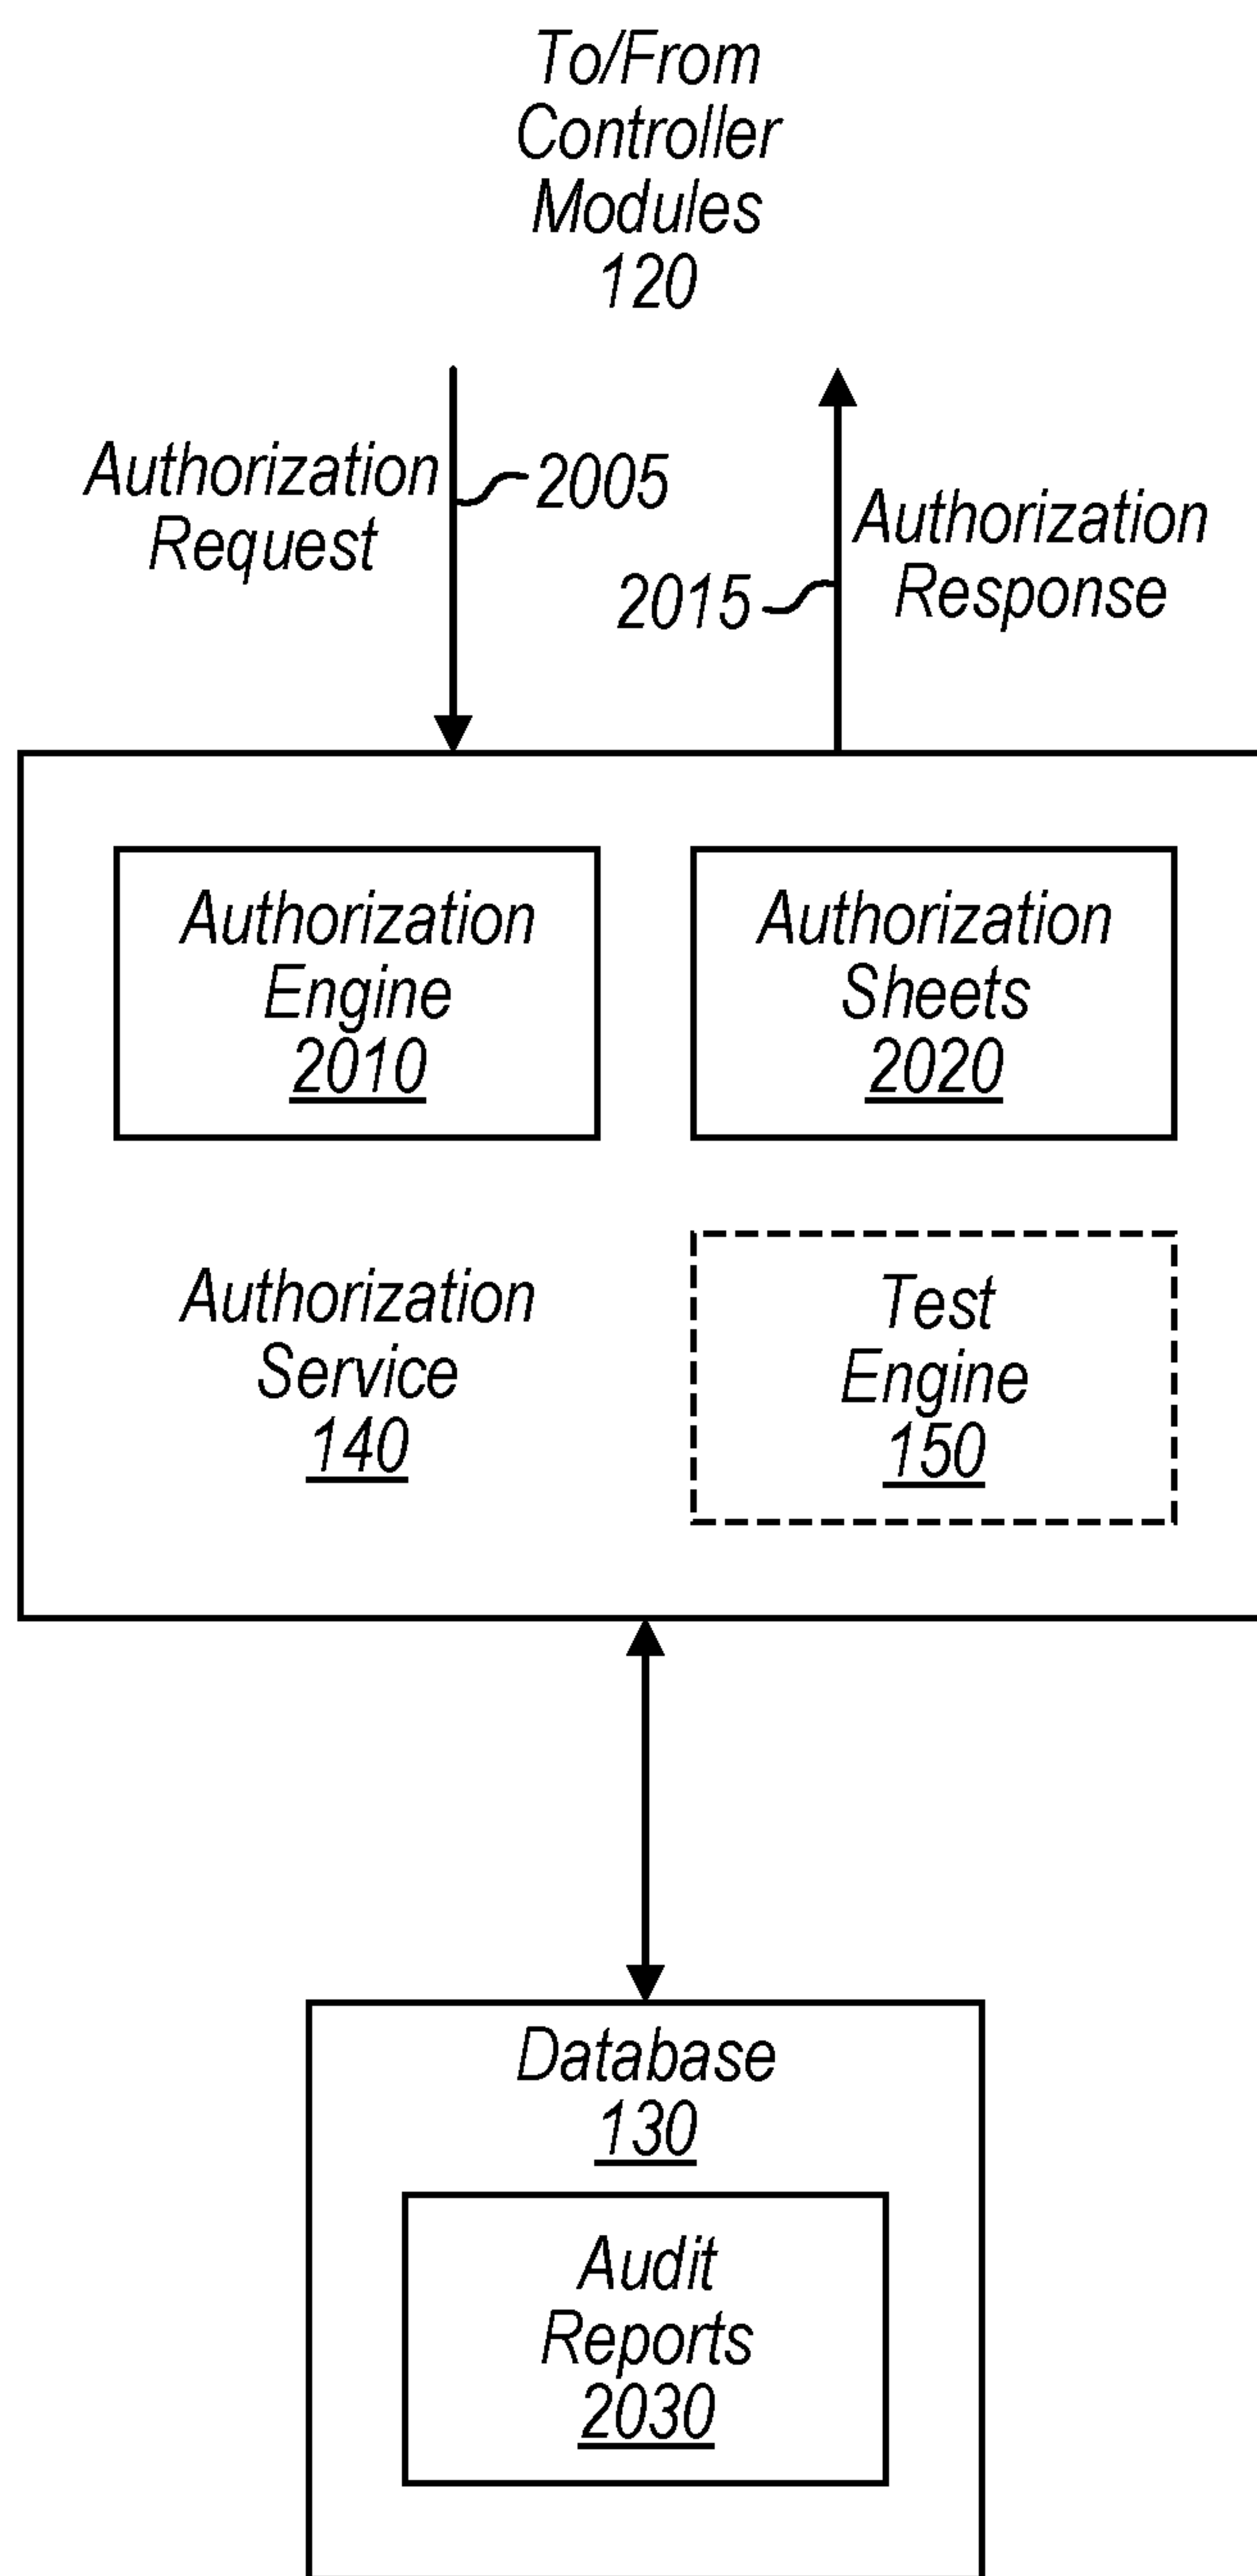 To/From
Controller
Modules
120
Authorization
Request
2005
2015
Authorization
Response
Authorization
Engine
2010
Authorization
Sheets
2020
Authorization
Service
140
Test
Engine
150
Database
130
Audit
Reports
2030